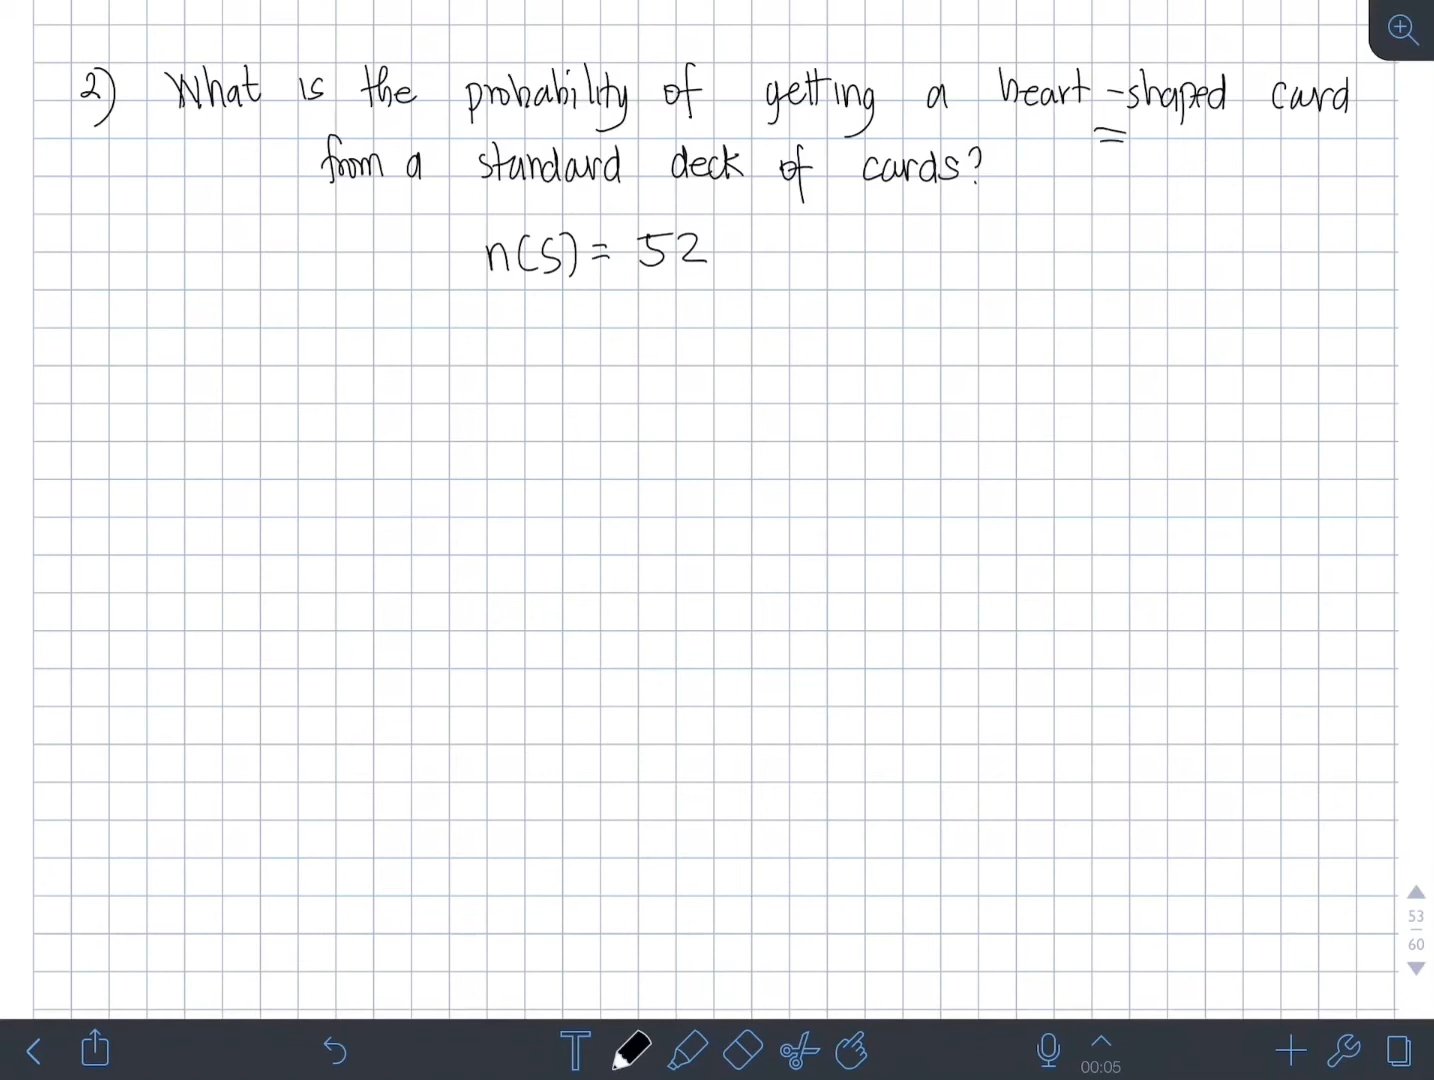 2) What is the probability of getting a heart-shaped card
from a standard deck of cards?
n(S) = 52
53
60
T
00:05